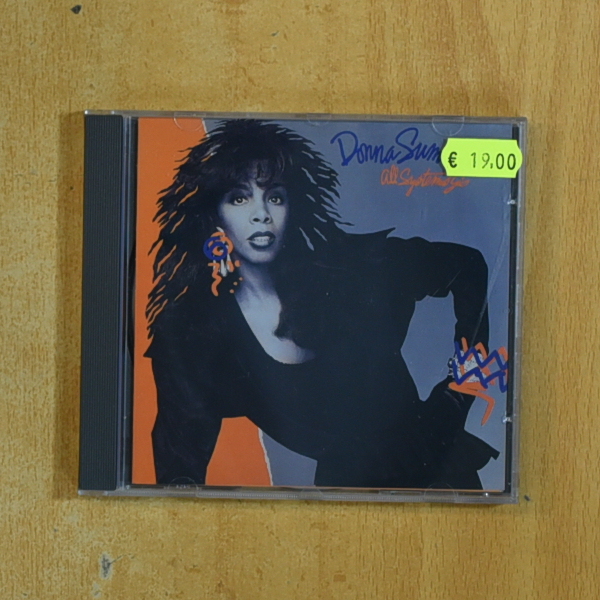 Donna Sum
€ 19,00
All Systems Go